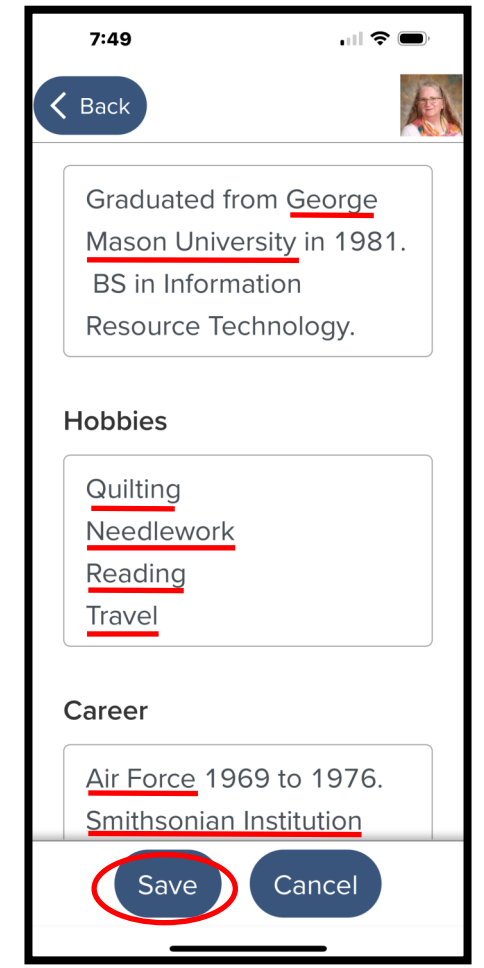 7:49
Back
Graduated from George
Mason University in 1981.
BS in Information
Resource Technology.
Hobbies
Quilting
Needlework
Reading
Travel
Career
Air Force 1969 to 1976.
Smithsonian Institution
Save Cancel